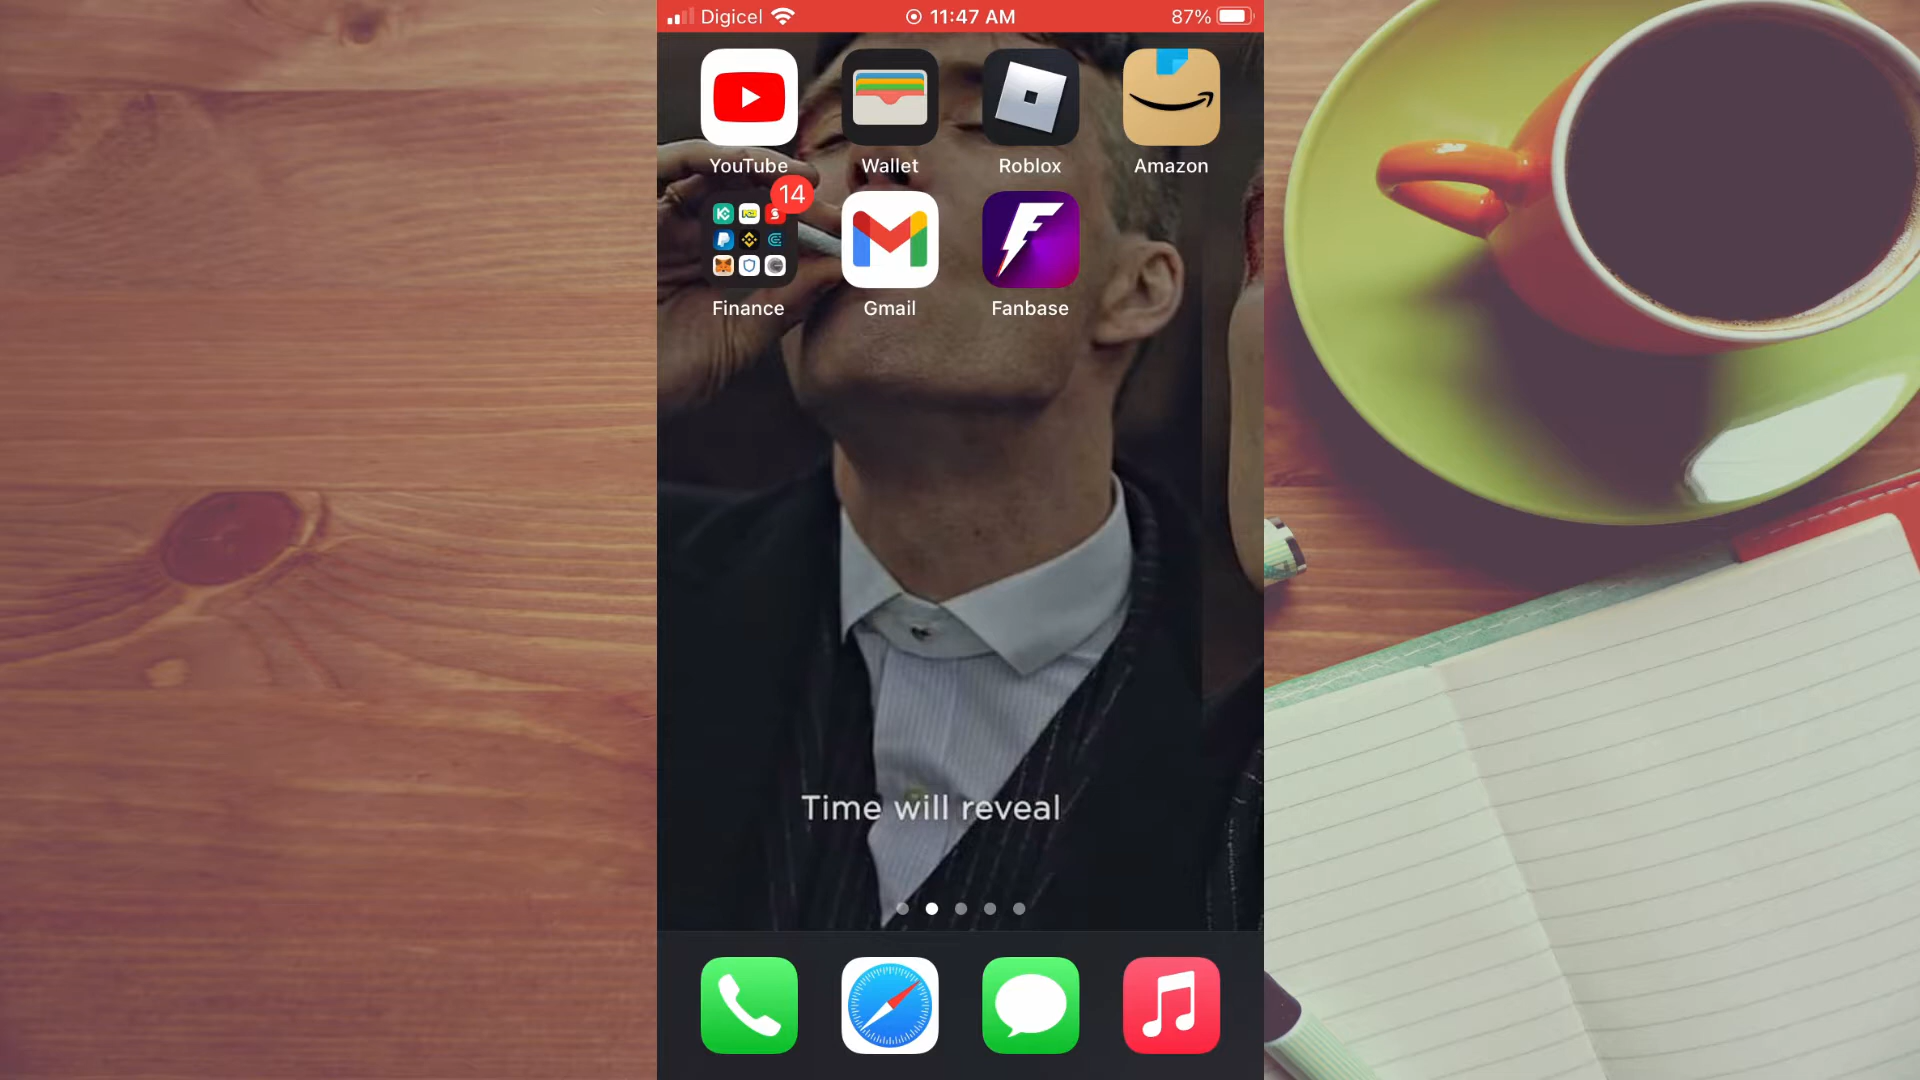 Digicel 11:47 AM 87%
YouTube Wallet Roblox Amazon
14
Finance Gmail Fanbase
Time will reveal